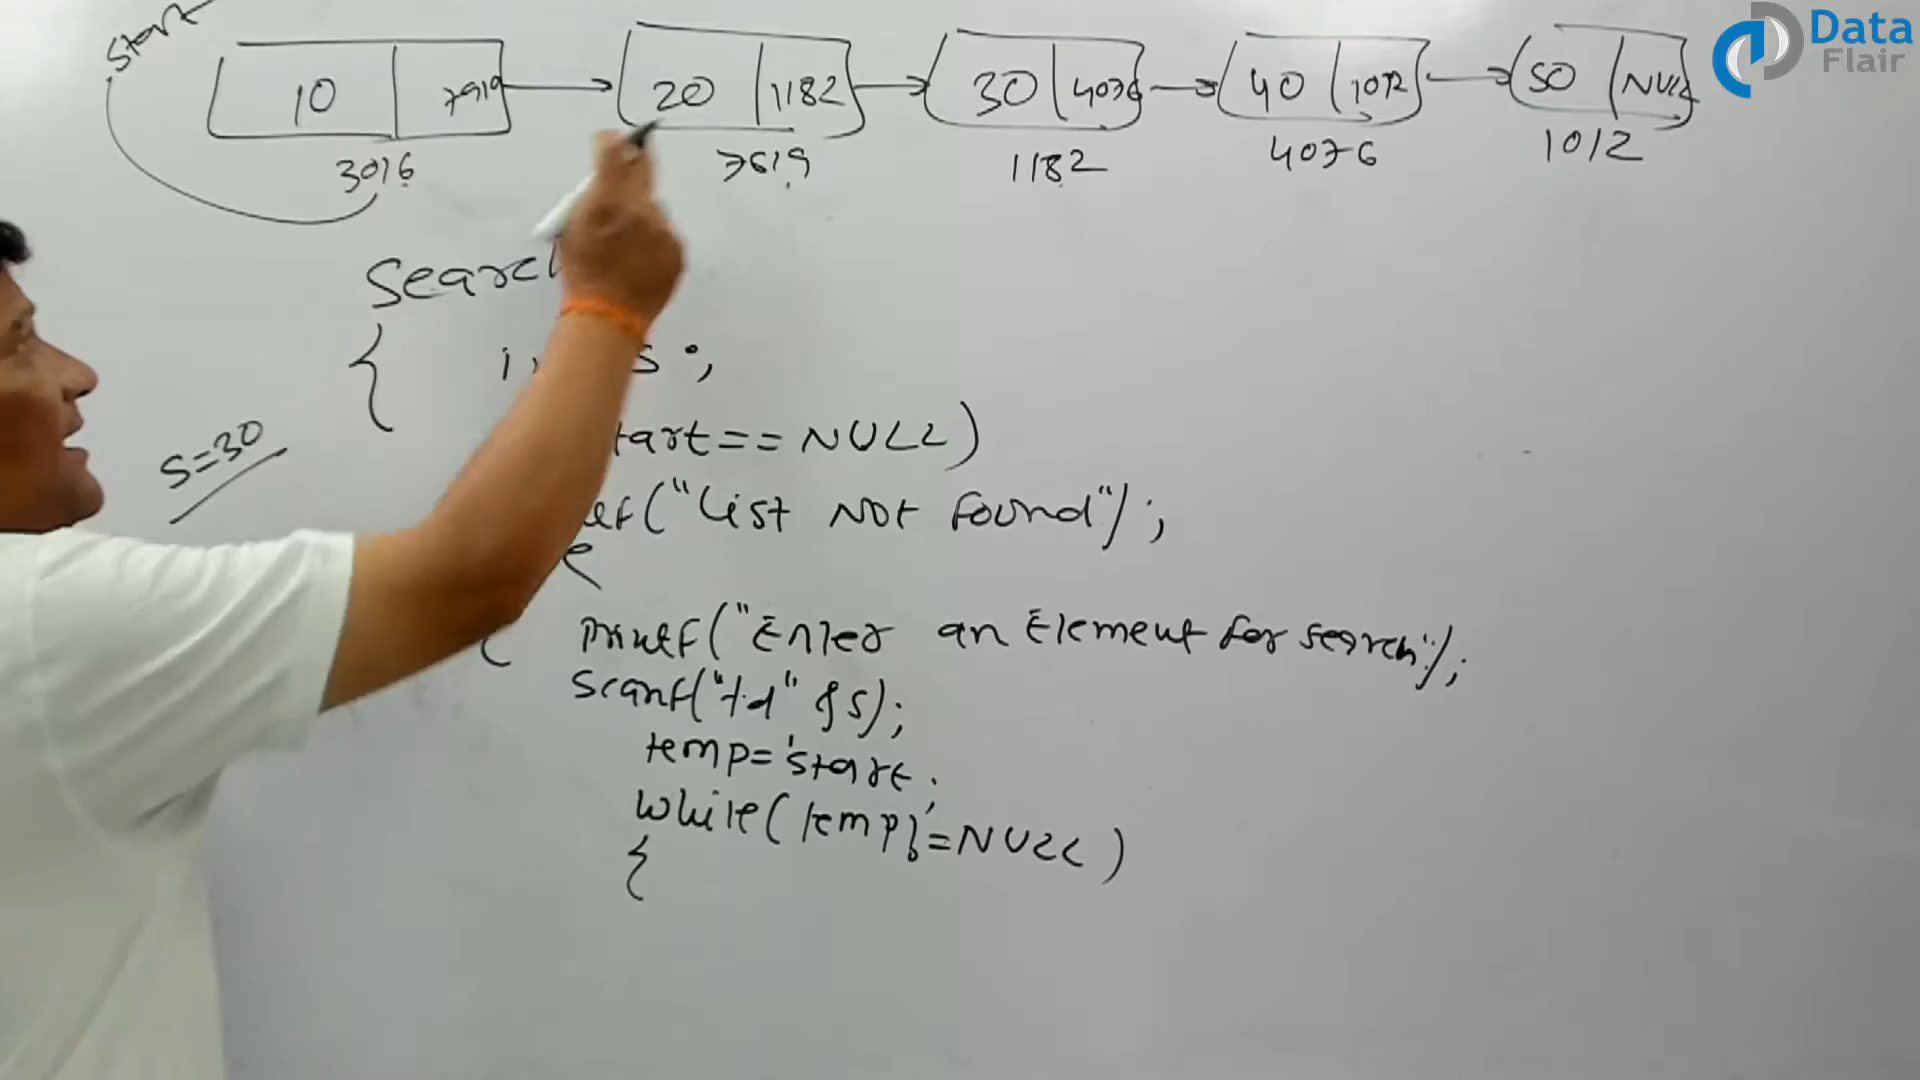 Data
Flair
start
10 7919 20 1182 30 4076 40 1012 50 NULL
3016 7619 1182 4076 1012
Search
{
s;
S=30
tart==NULL)
("List Not Found");
{ printf("Enter an Element for search");
scanf("%d" &s);
temp=start;
while(temp!=NULL)
{